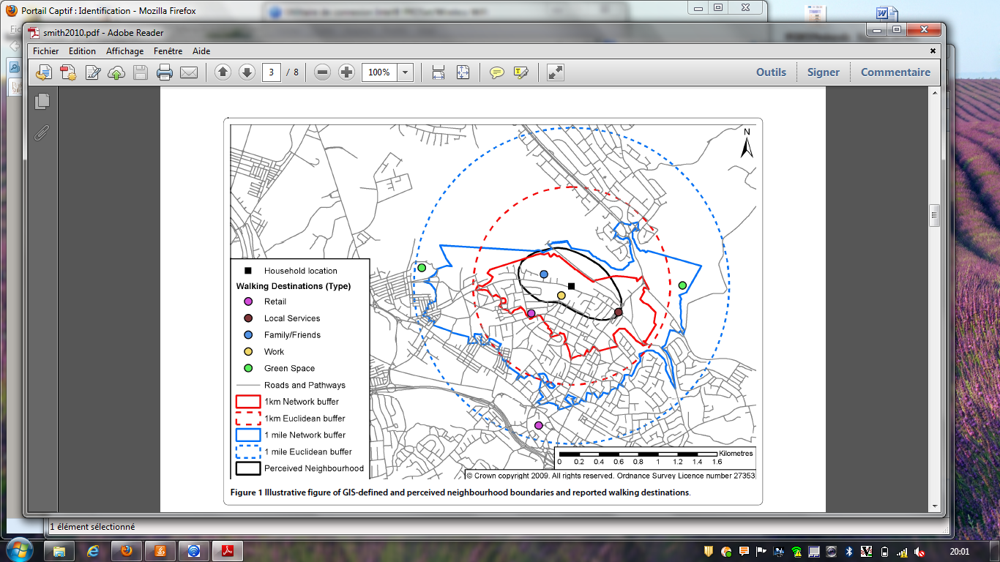 Portail Captif : Identification - Mozilla Firefox
smith2010.pdf - Adobe Reader
Fichier Edition Affichage Fenêtre Aide
3 / 8 100% Outils Signer Commentaire
N
Household location
Walking Destinations (Type)
Retail
Local Services
Family/Friends
Work
Green Space
Roads and Pathways
1km Network buffer
1km Euclidean buffer
1 mile Network buffer
1 mile Euclidean buffer
Perceived Neighbourhood
Kilometres
0 0.2 0.4 0.6 0.8 1 1.2 1.4 1.6
© Crown copyright 2009. All rights reserved. Ordnance Survey Licence number 27353
Figure 1 Illustrative figure of GIS-defined and perceived neighbourhood boundaries and reported walking destinations.
1 élément sélectionné
20:01